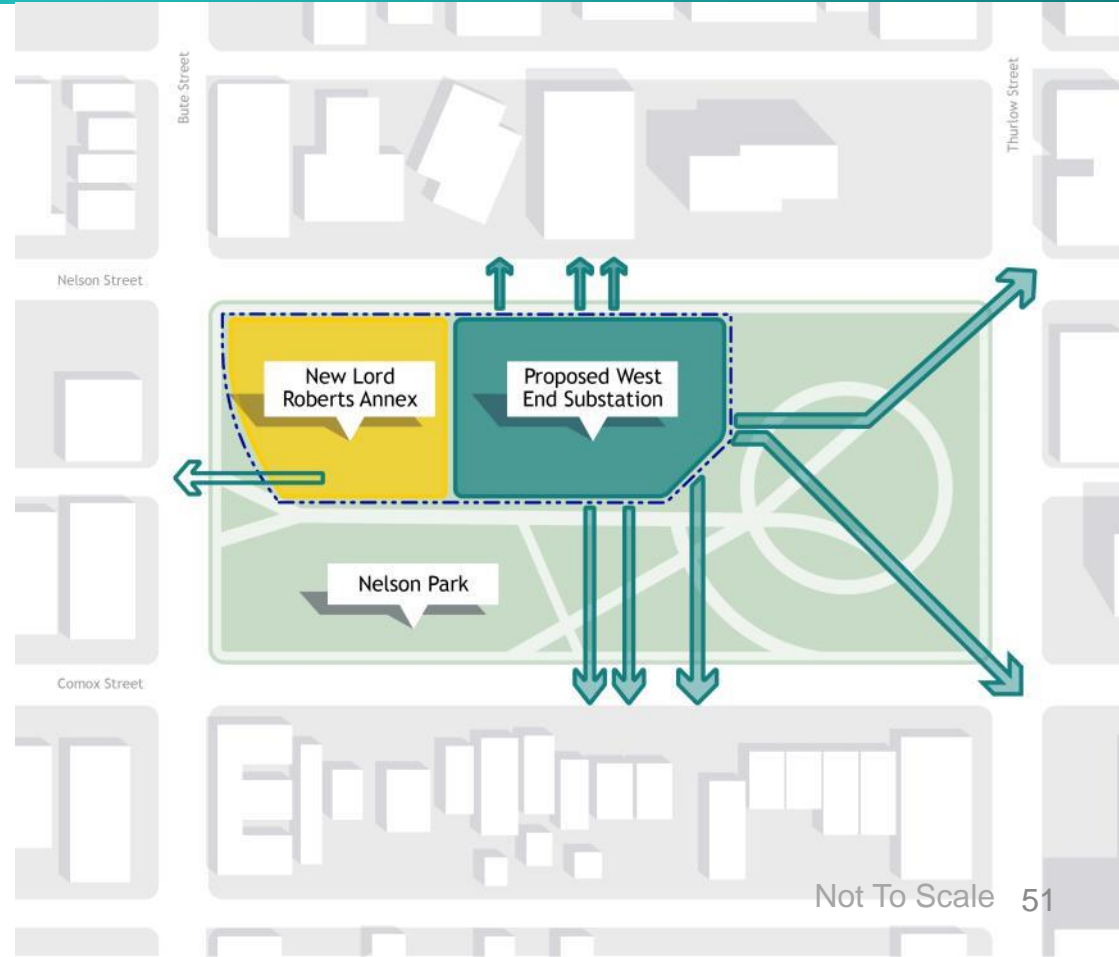 Bute Street
Thurlow Street
Nelson Street
New Lord
Roberts Annex
Proposed West
End Substation
Nelson Park
Comox Street
Not To Scale
51